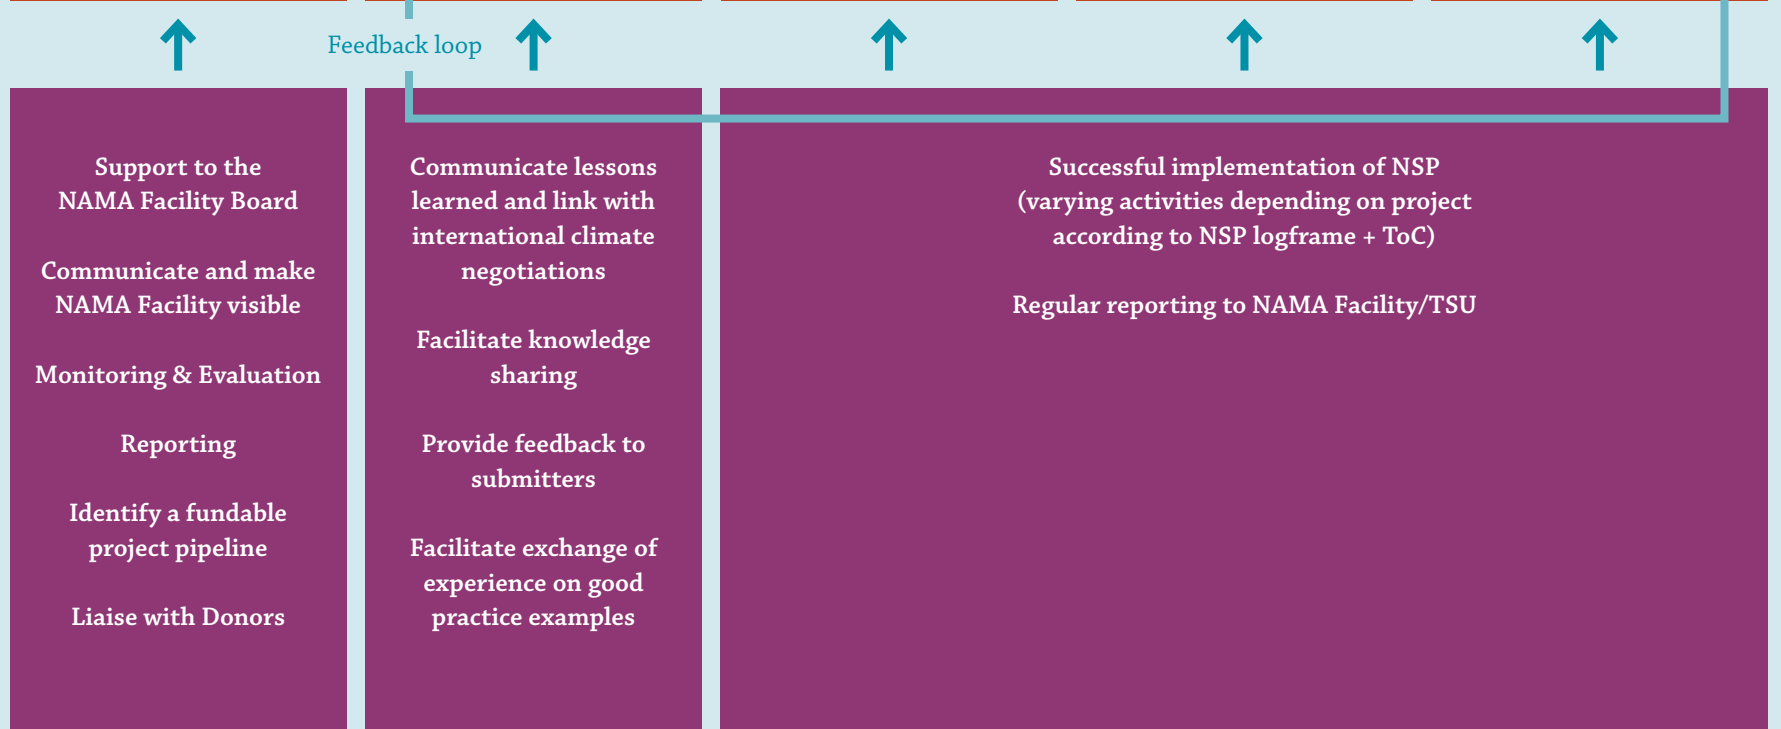 Feedback loop
Support to the
NAMA Facility Board
Communicate and make
NAMA Facility visible
Monitoring & Evaluation
Reporting
Identify a fundable
project pipeline
Liaise with Donors
Communicate lessons
learned and link with
international climate
negotiations
Facilitate knowledge
sharing
Provide feedback to
submitters
Facilitate exchange of
experience on good
practice examples
Successful implementation of NSP
(varying activities depending on project
according to NSP logframe + ToC)
Regular reporting to NAMA Facility/TSU